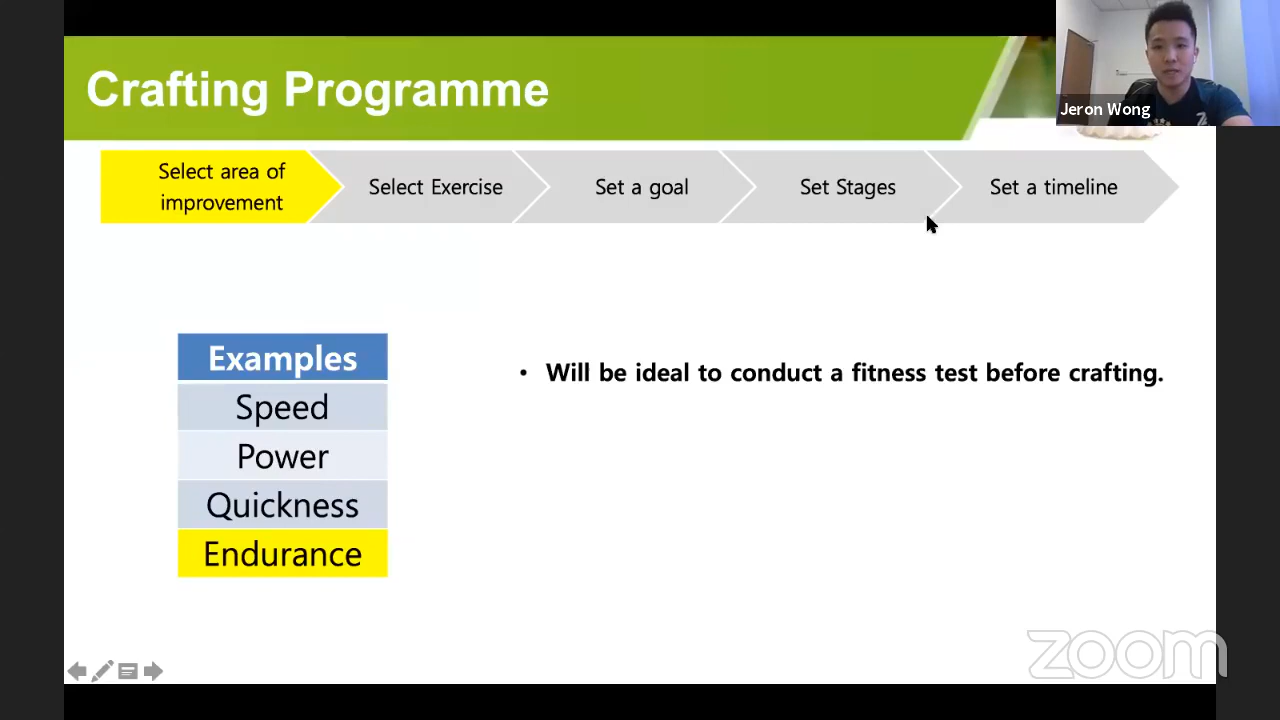 Crafting Programme
Jeron Wong
Select area of
improvement
Select Exercise
Set a goal
Set Stages
Set a timeline
Examples
Speed
Power
Quickness
Endurance
• Will be ideal to conduct a fitness test before crafting.
zoom